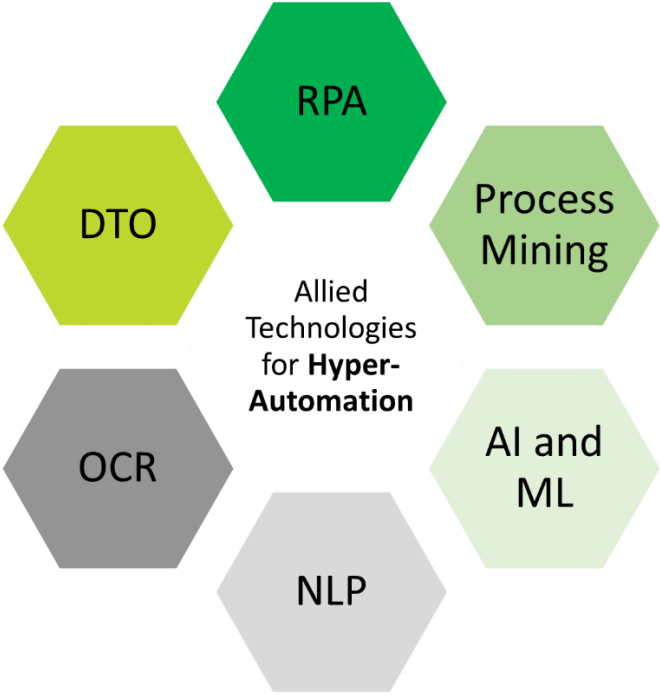 RPA
Process
Mining
AI and
ML
NLP
OCR
DTO
Allied
Technologies
for Hyper-
Automation